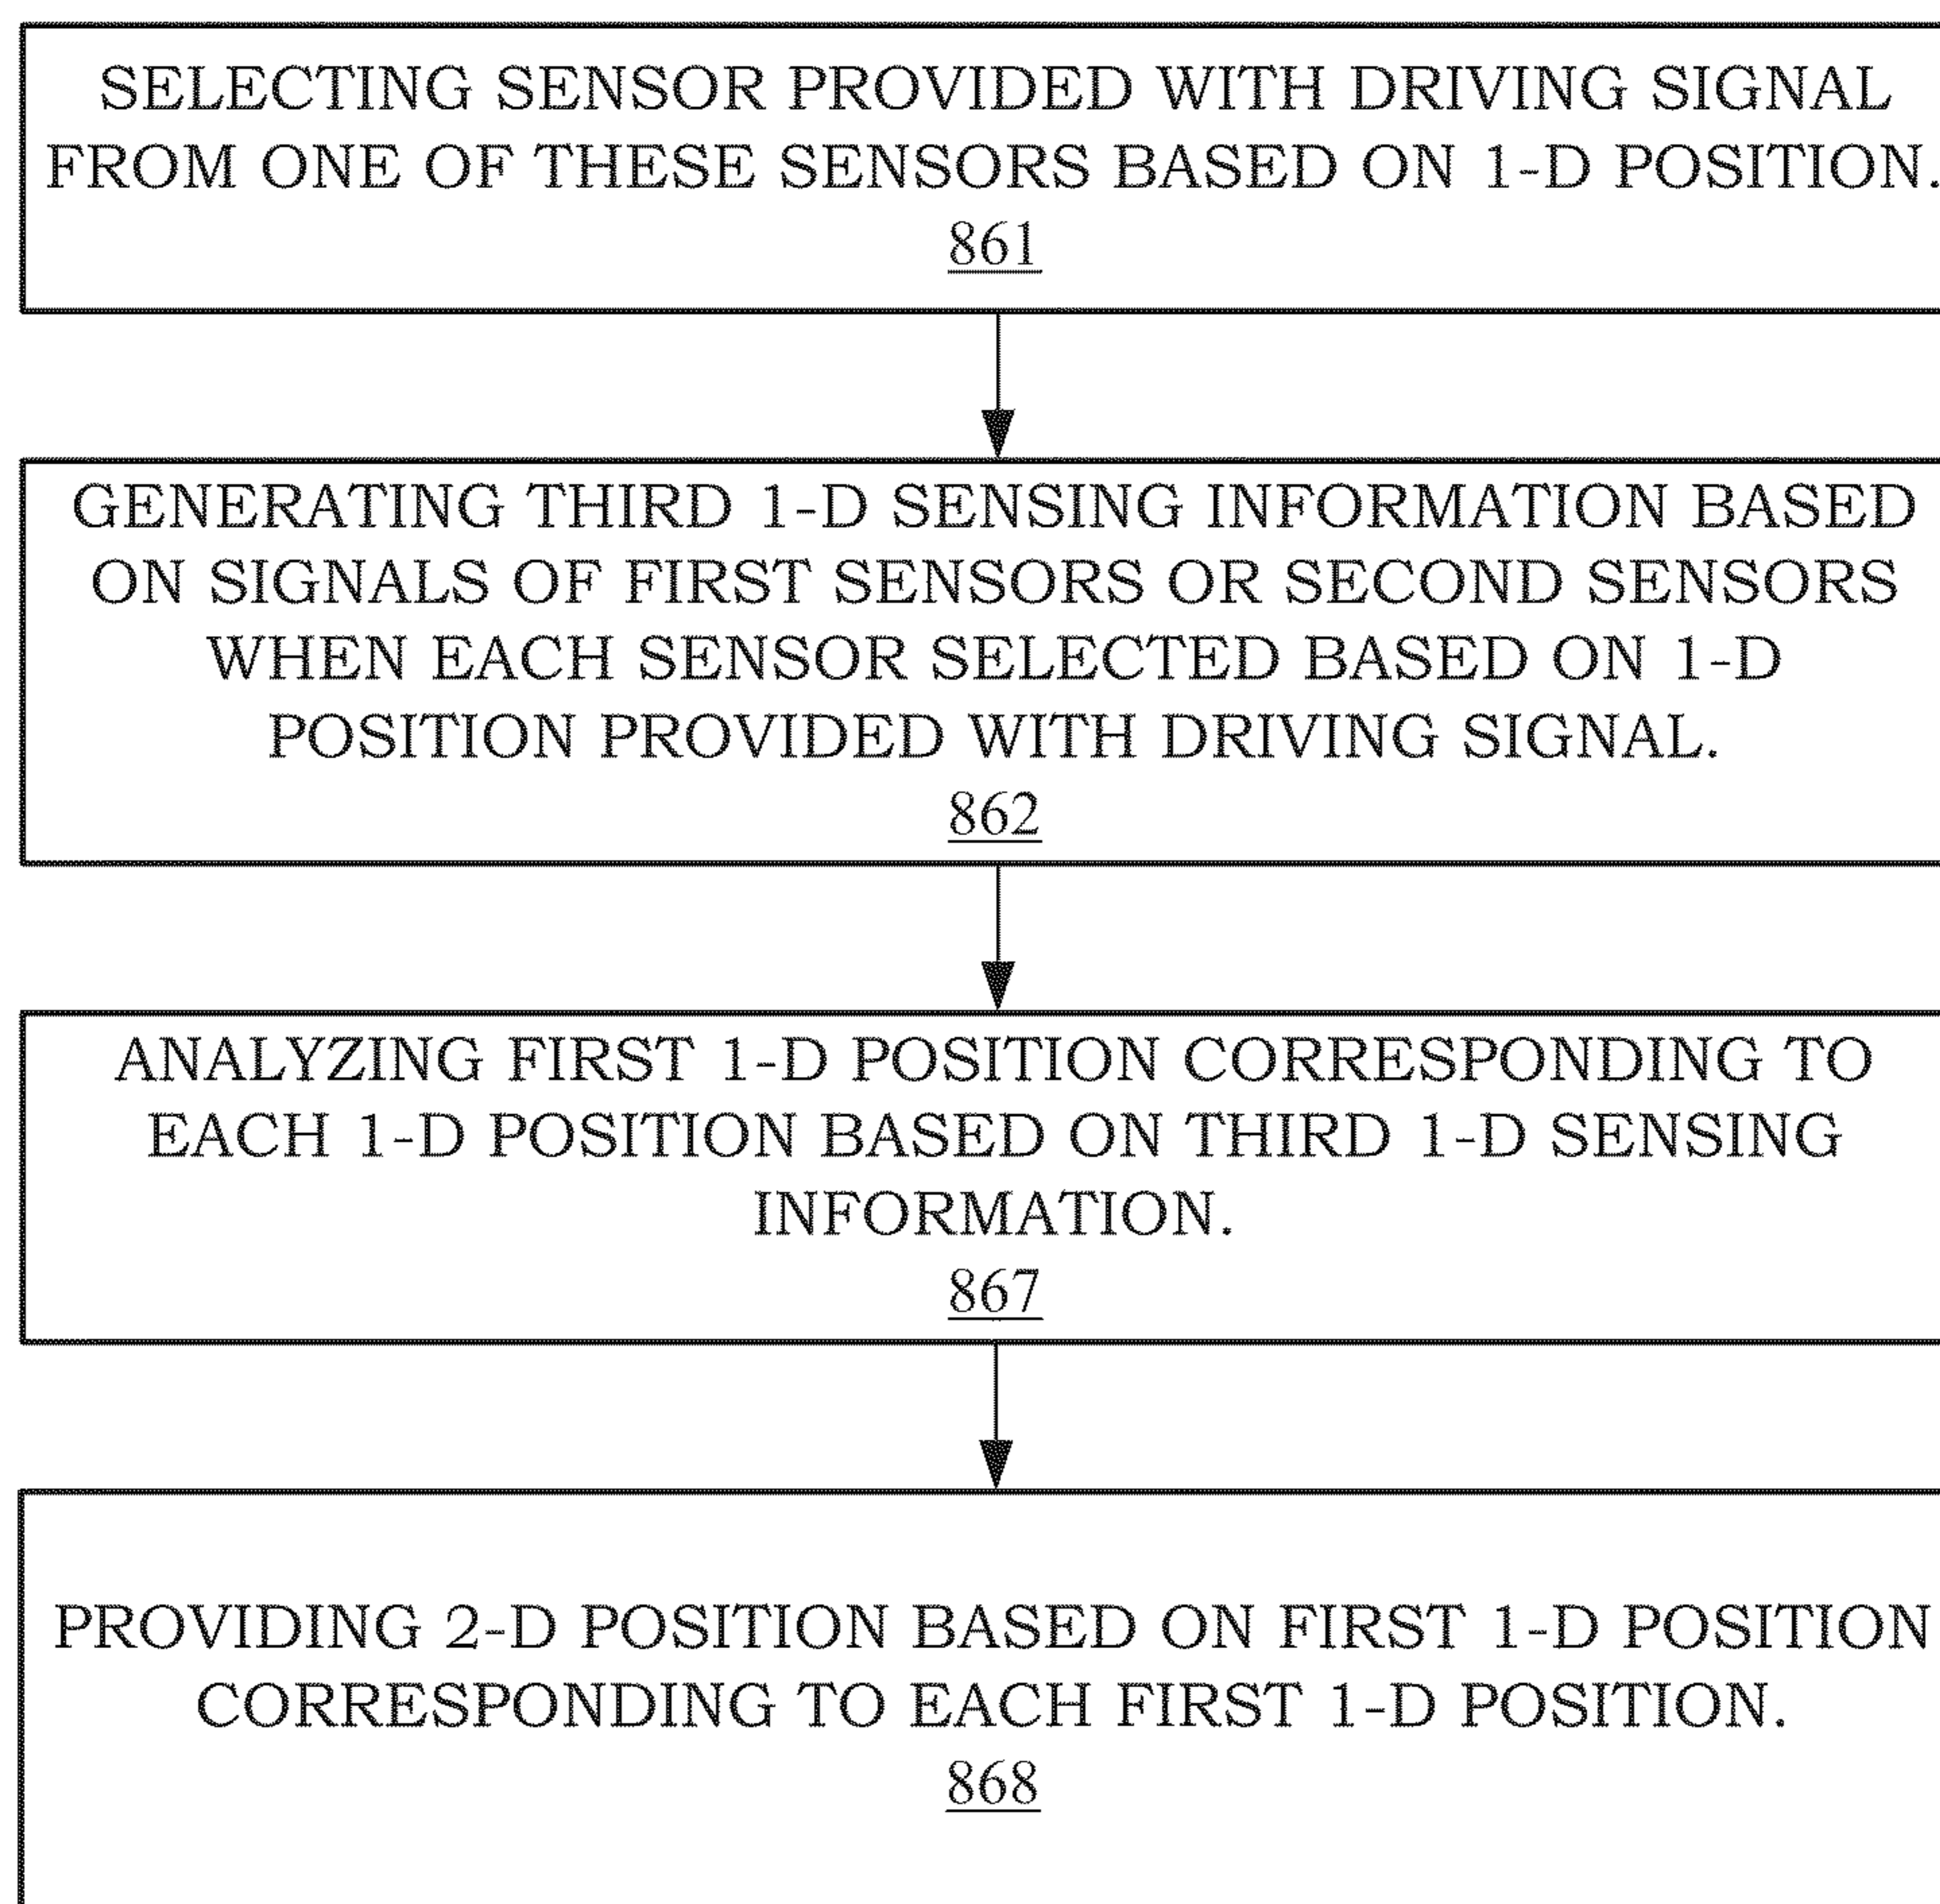 SELECTING SENSOR PROVIDED WITH DRIVING SIGNAL
FROM ONE OF THESE SENSORS BASED ON 1-D POSITION.
861
GENERATING THIRD 1-D SENSING INFORMATION BASED
ON SIGNALS OF FIRST SENSORS OR SECOND SENSORS
WHEN EACH SENSOR SELECTED BASED ON 1-D
POSITION PROVIDED WITH DRIVING SIGNAL.
862
ANALYZING FIRST 1-D POSITION CORRESPONDING TO
EACH 1-D POSITION BASED ON THIRD 1-D SENSING
INFORMATION.
867
PROVIDING 2-D POSITION BASED ON FIRST 1-D POSITION
CORRESPONDING TO EACH FIRST 1-D POSITION.
868